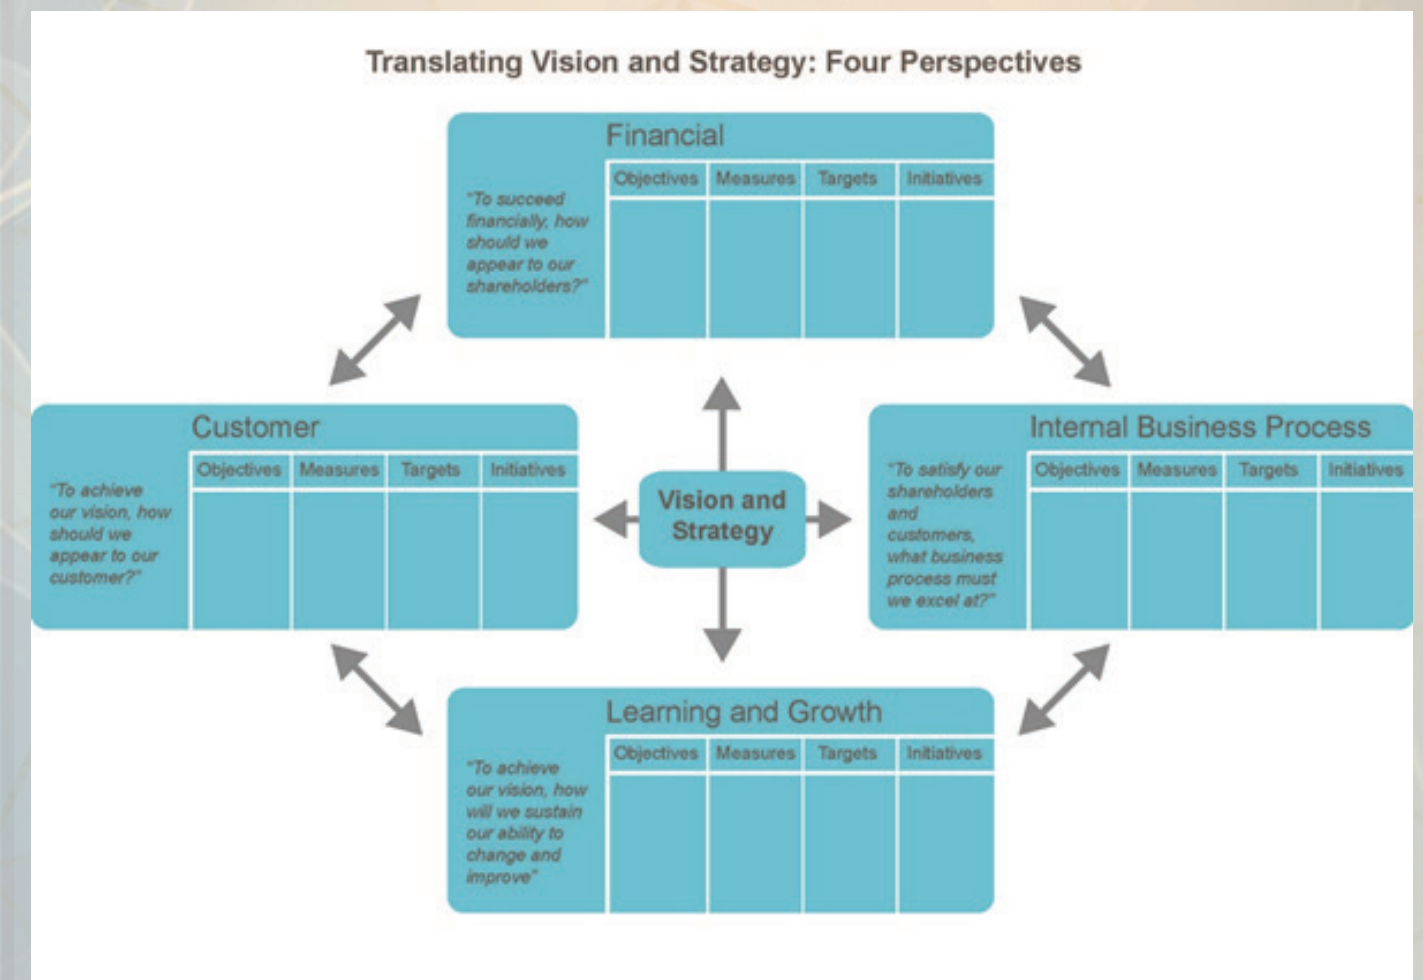 Translating Vision and Strategy: Four Perspectives
Financial
"To succeed
financially, how
should we
appear to our
shareholders?"
Objectives Measures Targets Initiatives
Customer
"To achieve
our vision, how
should we
appear to our
customer?"
Objectives Measures Targets Initiatives
Vision and
Strategy
Internal Business Process
"To satisfy our
shareholders
and
customers,
what business
process must
we excel at?"
Objectives Measures Targets Initiatives
Learning and Growth
"To achieve
our vision, how
will we sustain
our ability to
change and
improve"
Objectives Measures Targets Initiatives